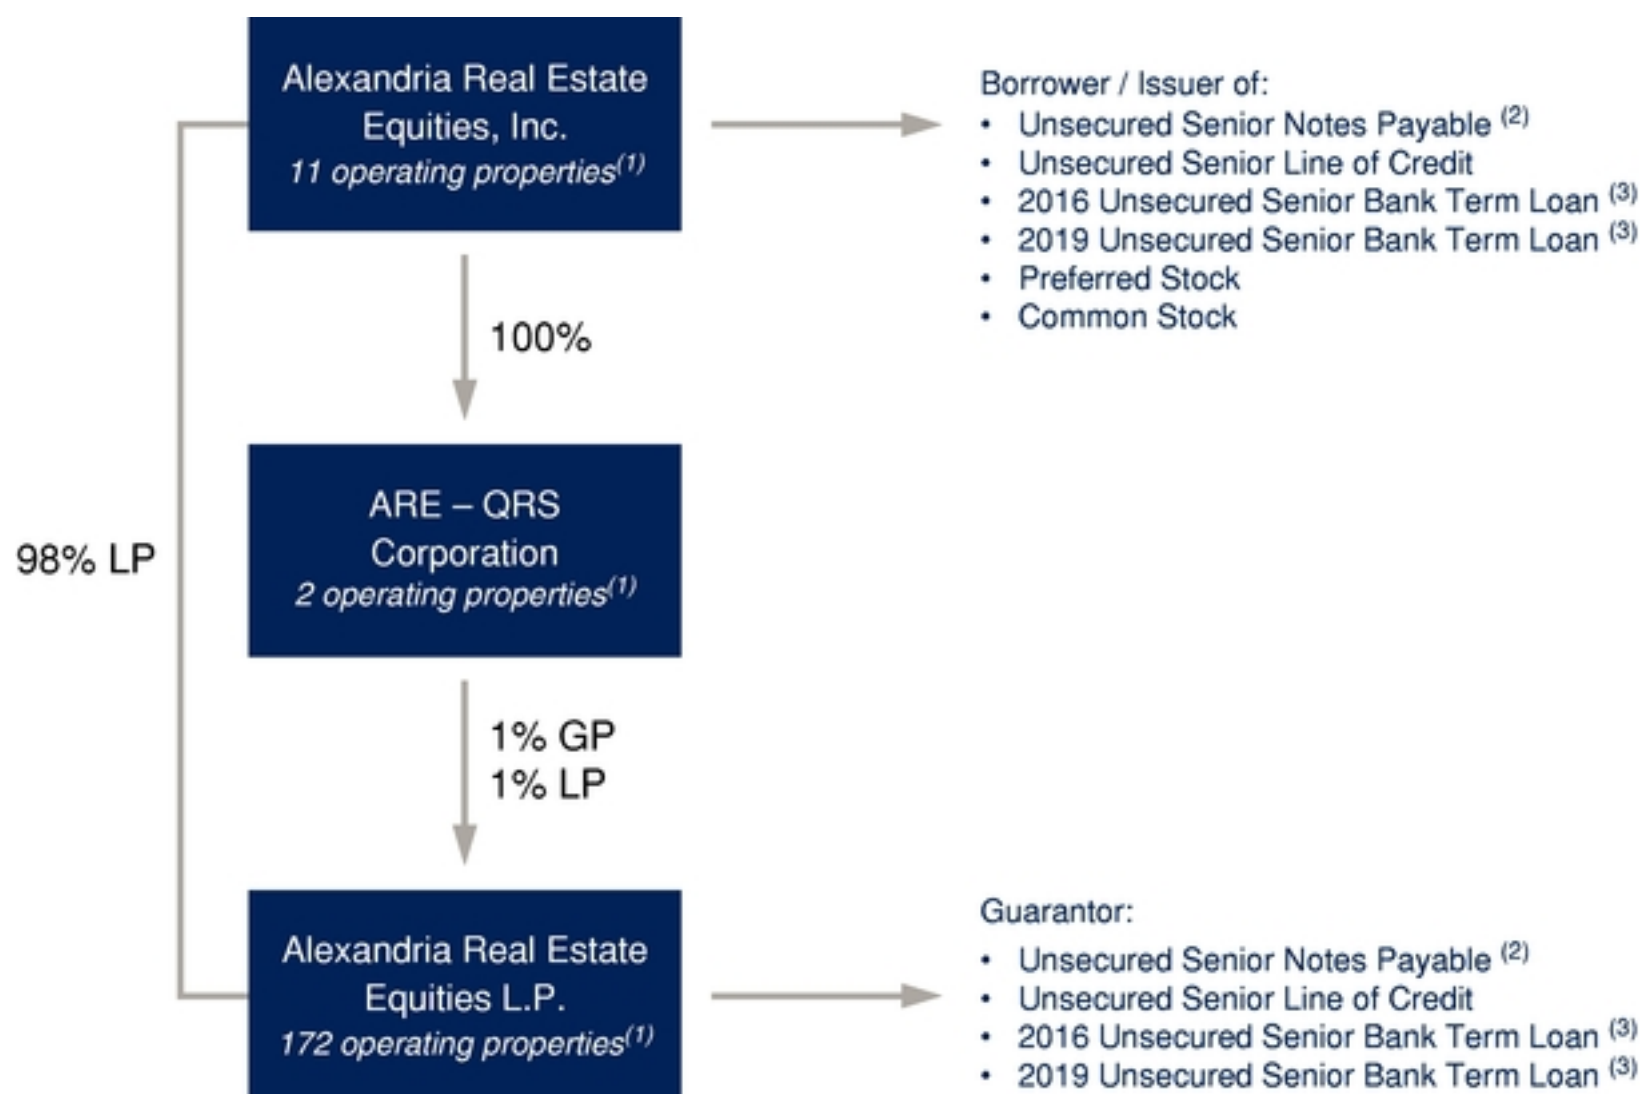 Alexandria Real Estate
Equities, Inc.
11 operating properties(1)
Borrower / Issuer of:
• Unsecured Senior Notes Payable (2)
• Unsecured Senior Line of Credit
• 2016 Unsecured Senior Bank Term Loan (3)
• 2019 Unsecured Senior Bank Term Loan (3)
• Preferred Stock
• Common Stock
100%
ARE – QRS
Corporation
2 operating properties(1)
98% LP
1% GP
1% LP
Alexandria Real Estate
Equities L.P.
172 operating properties(1)
Guarantor:
• Unsecured Senior Notes Payable (2)
• Unsecured Senior Line of Credit
• 2016 Unsecured Senior Bank Term Loan (3)
• 2019 Unsecured Senior Bank Term Loan (3)